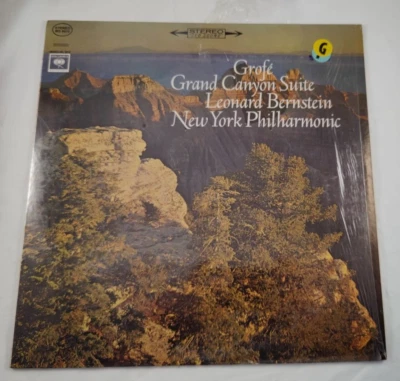 STEREO
G
Grofé
Grand Canyon Suite
Leonard Bernstein
New York Philharmonic